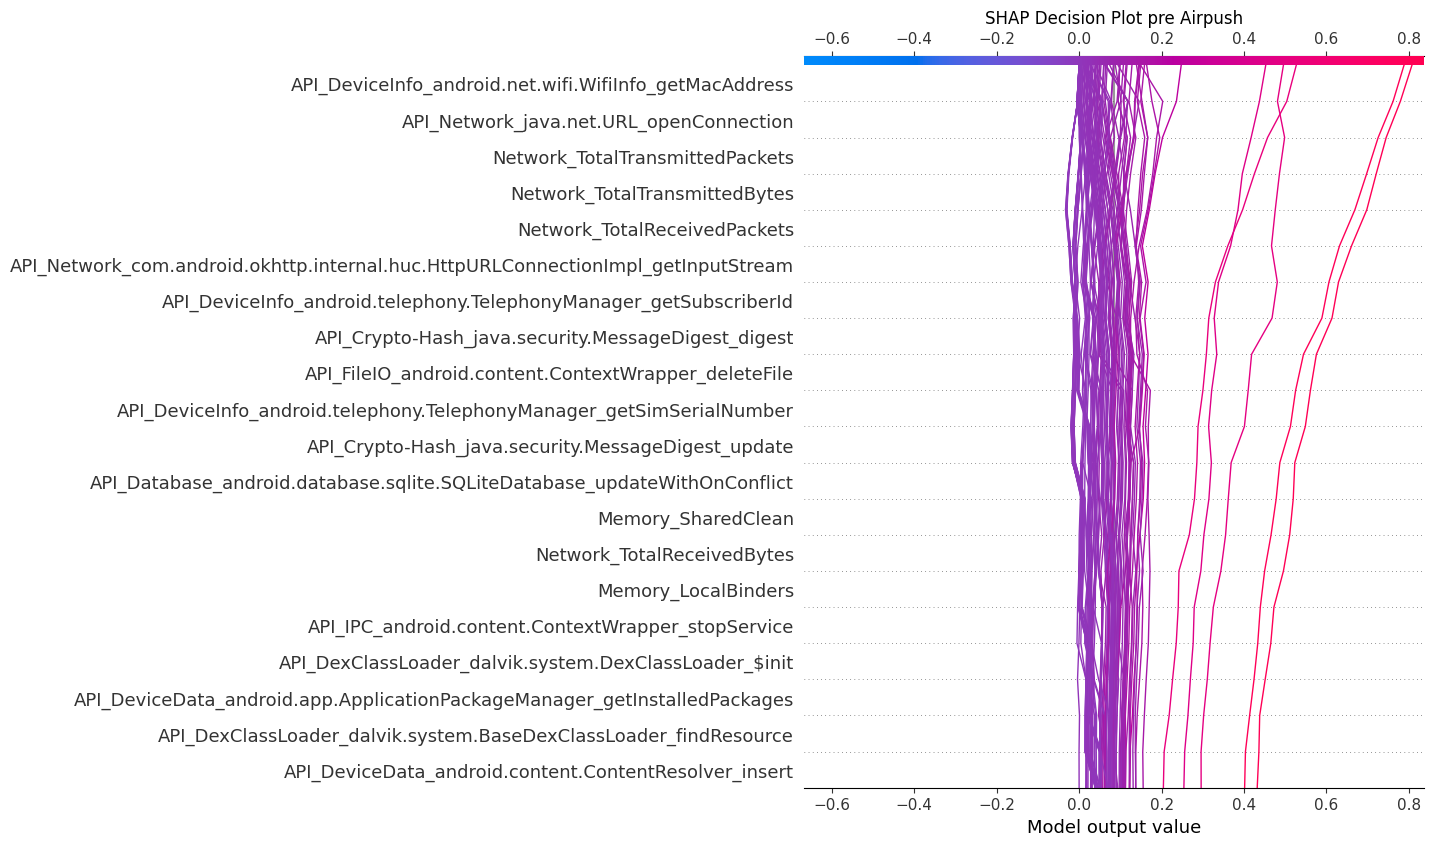 SHAP Decision Plot pre Airpush
−0.6 −0.4 −0.2 0.0 0.2 0.4 0.6 0.8
API_DeviceInfo_android.net.wifi.WifiInfo_getMacAddress
API_Network_java.net.URL_openConnection
Network_TotalTransmittedPackets
Network_TotalTransmittedBytes
Network_TotalReceivedPackets
API_Network_com.android.okhttp.internal.huc.HttpURLConnectionImpl_getInputStream
API_DeviceInfo_android.telephony.TelephonyManager_getSubscriberId
API_Crypto-Hash_java.security.MessageDigest_digest
API_FileIO_android.content.ContextWrapper_deleteFile
API_DeviceInfo_android.telephony.TelephonyManager_getSimSerialNumber
API_Crypto-Hash_java.security.MessageDigest_update
API_Database_android.database.sqlite.SQLiteDatabase_updateWithOnConflict
Memory_SharedClean
Network_TotalReceivedBytes
Memory_LocalBinders
API_IPC_android.content.ContextWrapper_stopService
API_DexClassLoader_dalvik.system.DexClassLoader_$init
API_DeviceData_android.app.ApplicationPackageManager_getInstalledPackages
API_DexClassLoader_dalvik.system.BaseDexClassLoader_findResource
API_DeviceData_android.content.ContentResolver_insert
−0.6 −0.4 −0.2 0.0 0.2 0.4 0.6 0.8
Model output value